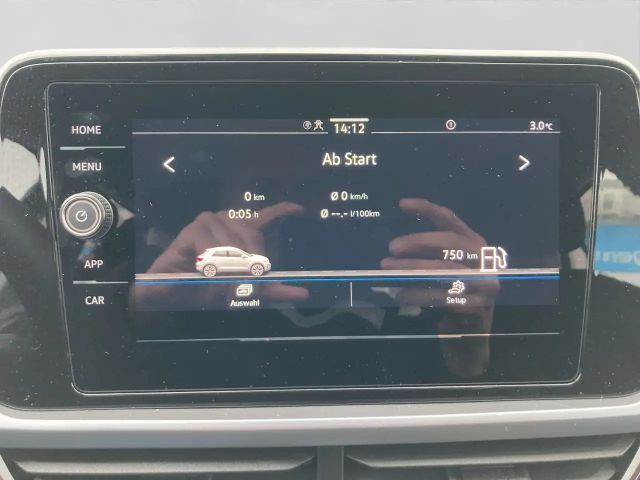 HOME
MENU
APP
CAR
14:12
3.0°C
Ab Start
0 km
Ø 0 km/h
0:05 h
Ø --.- l/100km
750 km
Auswahl
Setup